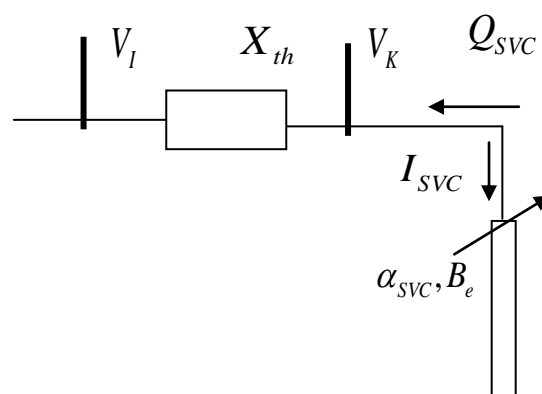 V_I
X_th
V_K
Q_SVC
I_SVC
α_SVC, B_e